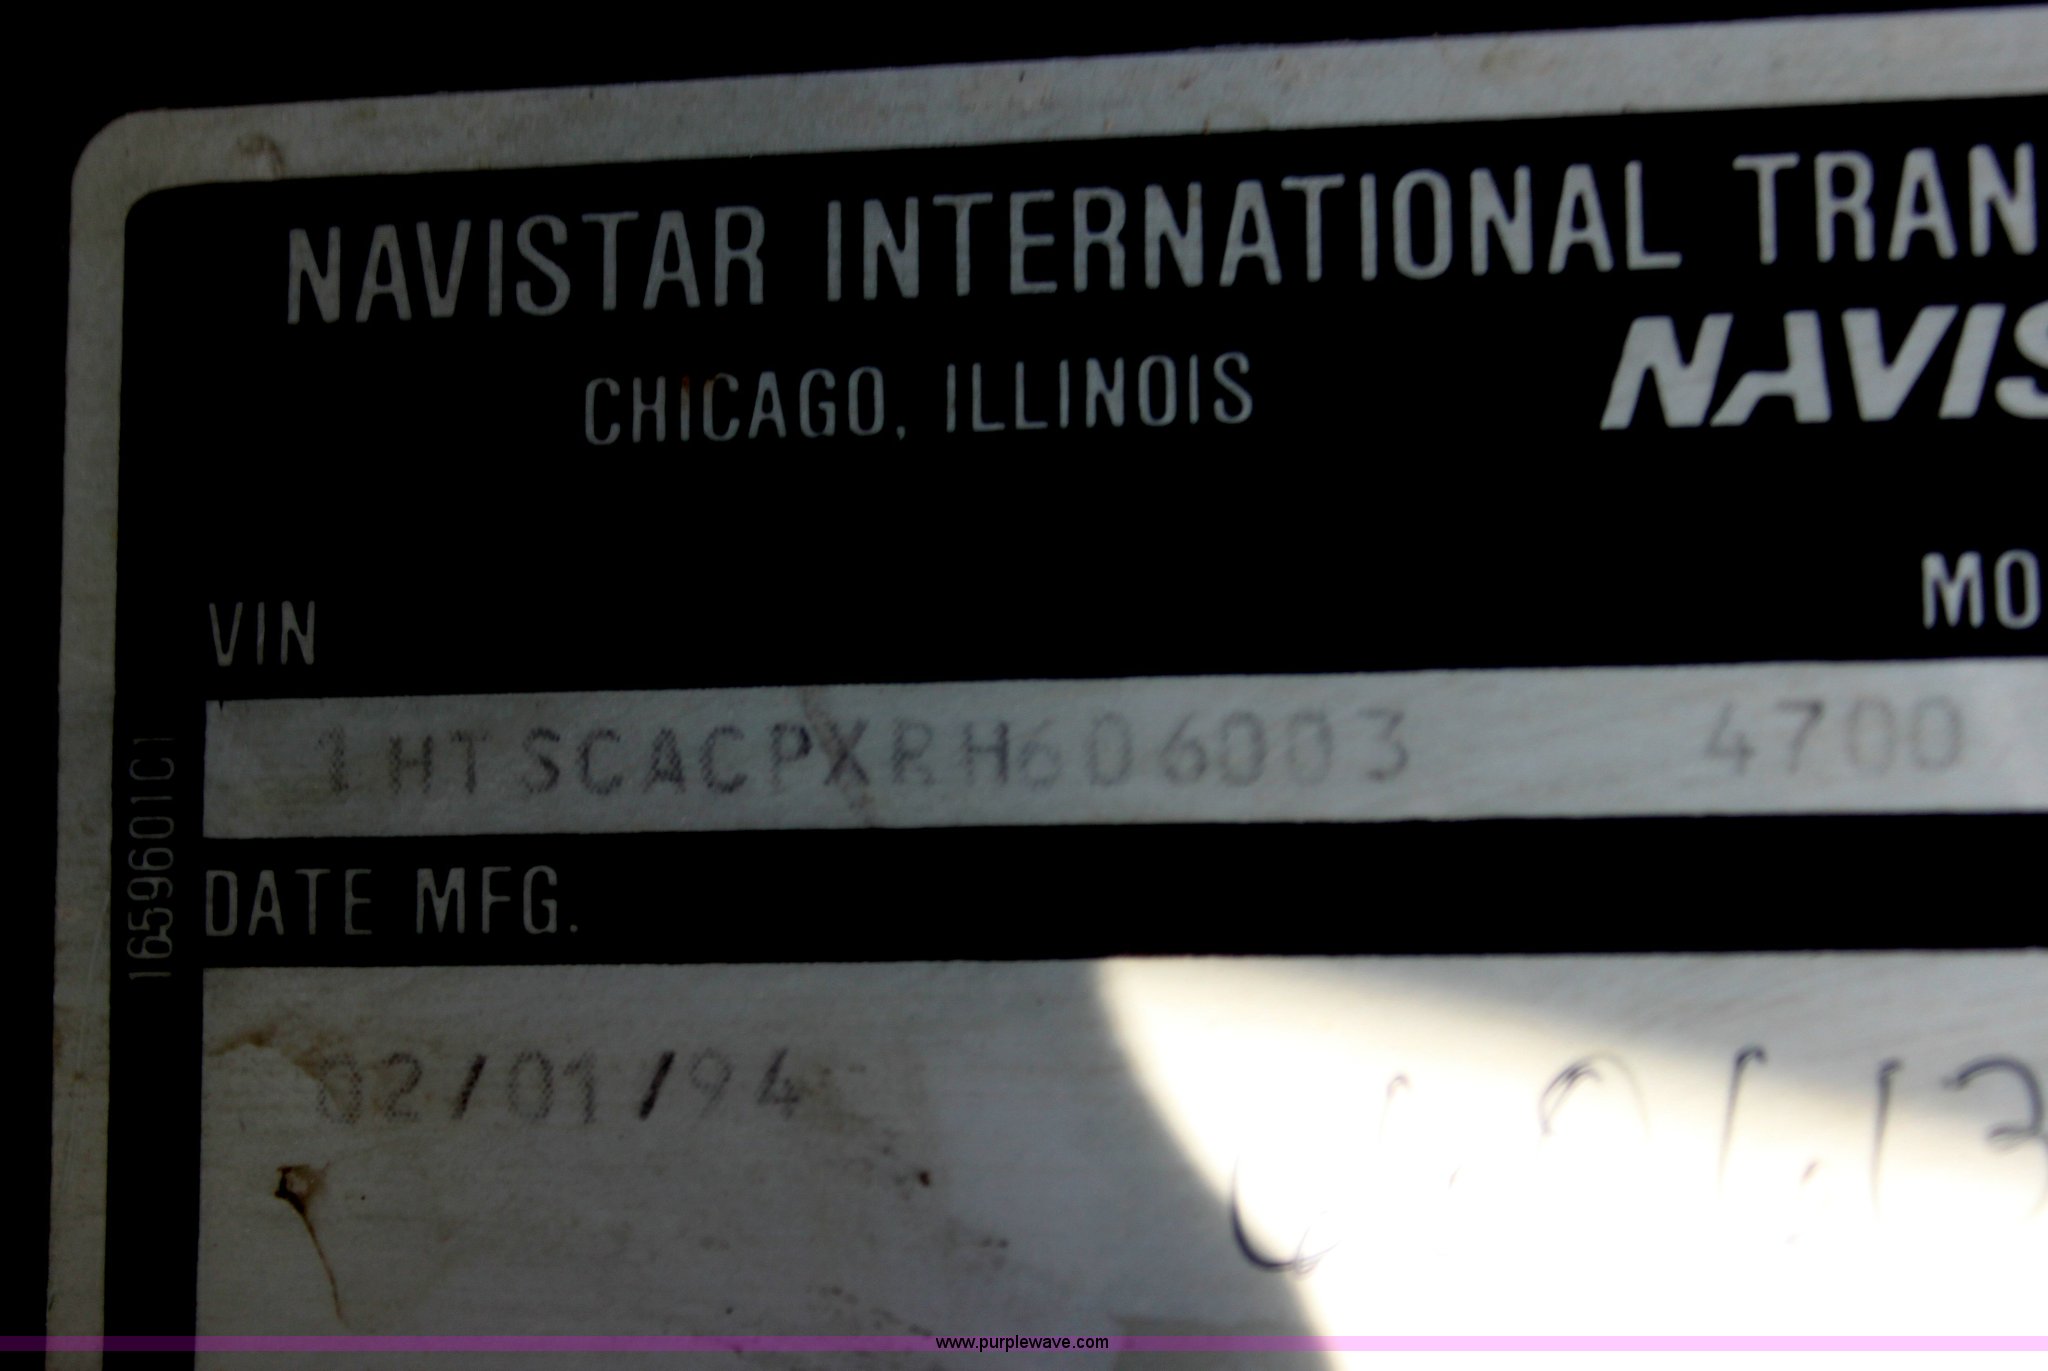 NAVISTAR INTERNATIONAL TRAN
NAVIS
CHICAGO, ILLINOIS
VIN
MO
1HTSCACPXRH606003 4700
1659601C1
DATE MFG.
02/01/94
www.purplewave.com